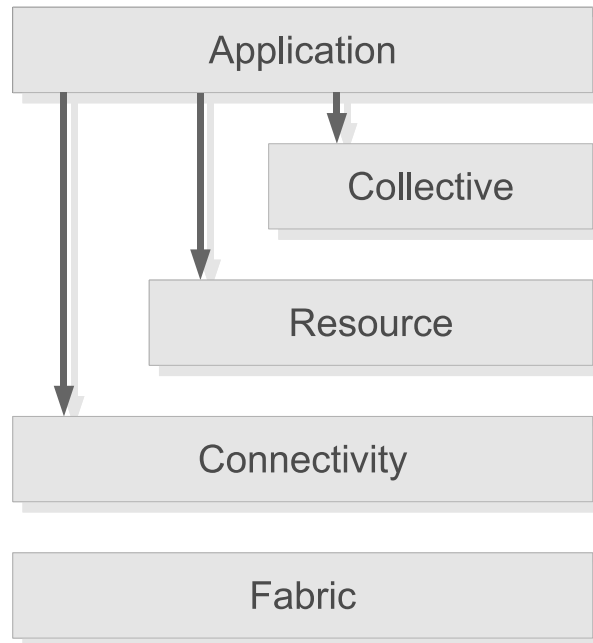 Application
Collective
Resource
Connectivity
Fabric